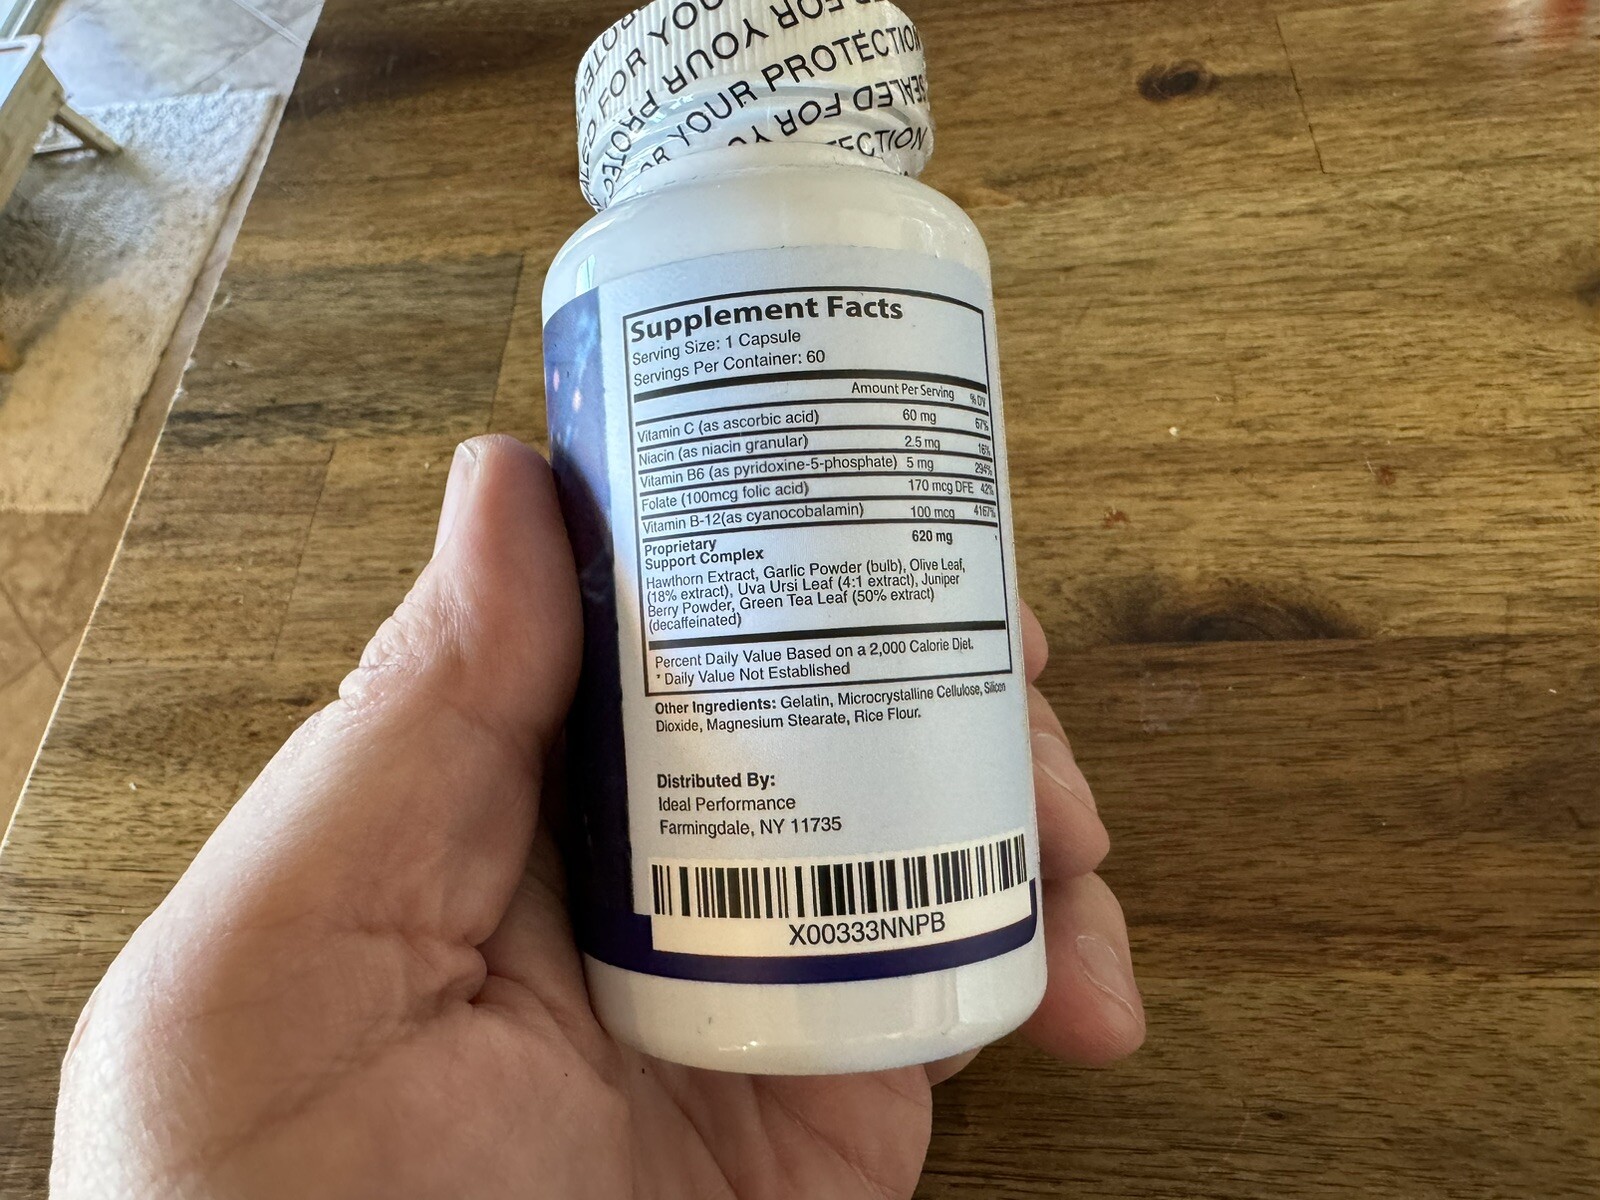 FOR YOUR
YOUR PROTECTION
SEALED FOR YOUR
Supplement Facts
Serving Size: 1 Capsule
Servings Per Container: 60
Amount Per Serving % DV
Vitamin C (as ascorbic acid) 60 mg 67%
Niacin (as niacin granular) 2.5 mg 16%
Vitamin B6 (as pyridoxine-5-phosphate) 5 mg 294%
Folate (100mcg folic acid) 170 mcg DFE 42%
Vitamin B-12(as cyanocobalamin) 100 mcg 4167%
Proprietary 620 mg *
Support Complex
Hawthorn Extract, Garlic Powder (bulb), Olive Leaf,
(18% extract), Uva Ursi Leaf (4:1 extract), Juniper
Berry Powder, Green Tea Leaf (50% extract)
(decaffeinated)
Percent Daily Value Based on a 2,000 Calorie Diet.
* Daily Value Not Established
Other Ingredients: Gelatin, Microcrystalline Cellulose, Silicon
Dioxide, Magnesium Stearate, Rice Flour.
Distributed By:
Ideal Performance
Farmingdale, NY 11735
X00333NNPB